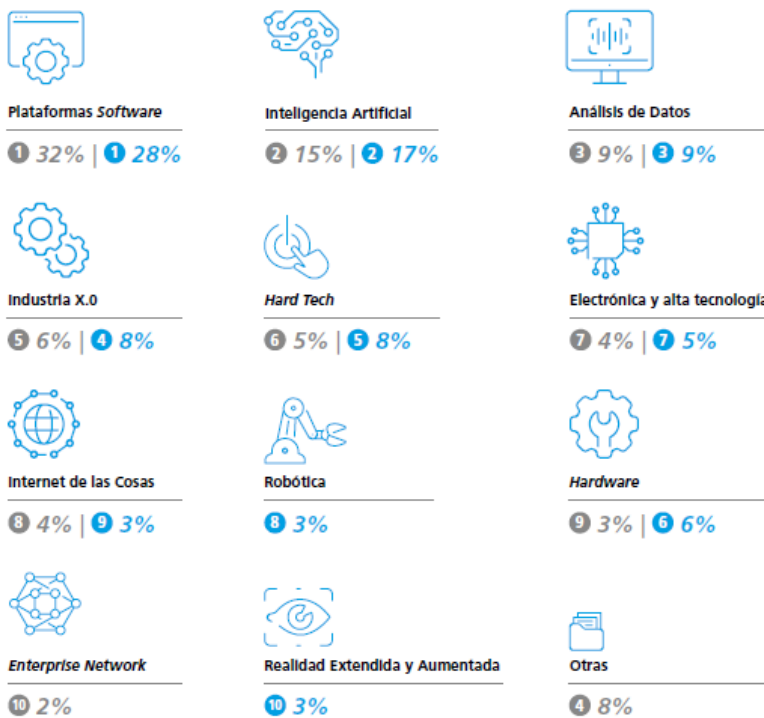 Plataformas Software
1 32% | 1 28%
Inteligencia Artificial
2 15% | 2 17%
Análisis de Datos
3 9% | 3 9%
Industria X.0
5 6% | 4 8%
Hard Tech
6 5% | 5 8%
Electrónica y alta tecnología
7 4% | 7 5%
Internet de las Cosas
8 4% | 9 3%
Robótica
8 3%
Hardware
9 3% | 6 6%
Enterprise Network
10 2%
Realidad Extendida y Aumentada
10 3%
Otras
4 8%